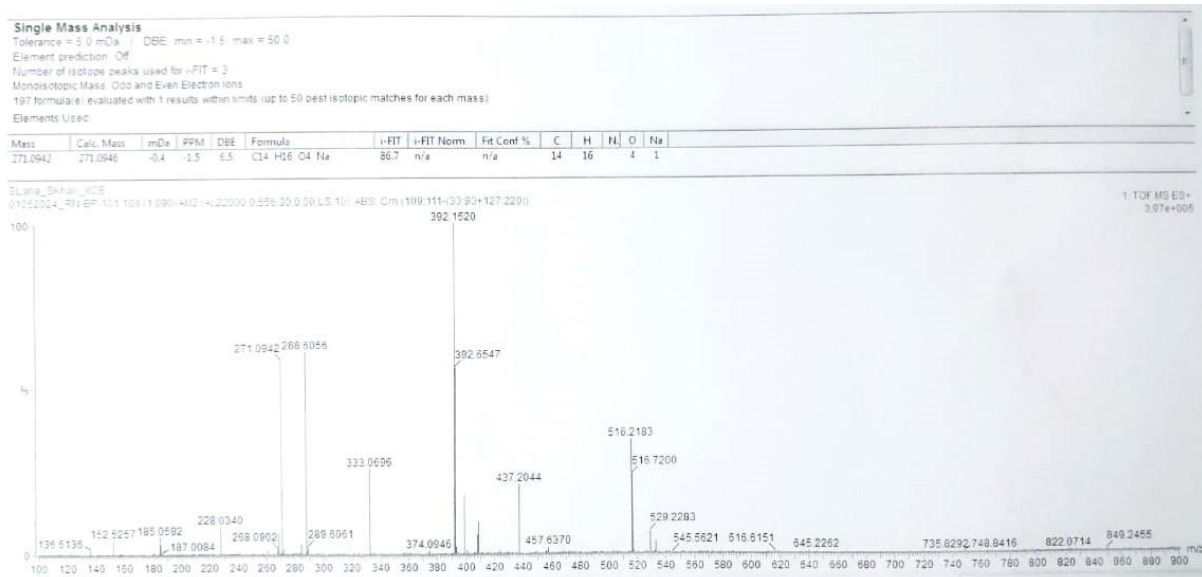 Single Mass Analysis
Tolerance = 5.0 mDa / DBE: min = -1.5, max = 50.0
Element prediction: Off
Number of isotope peaks used for i-FIT = 3
Monoisotopic Mass, Odd and Even Electron Ions
197 formula(e) evaluated with 1 results within limits (up to 50 best isotopic matches for each mass)
Elements Used:
Mass Calc. Mass mDa PPM DBE Formula i-FIT i-FIT Norm Fit Conf % C H N O Na
271.0942 271.0946 -0.4 -1.5 6.5 C14 H16 O4 Na 86.7 n/a n/a 14 16 4 1
1: TOF MS ES+
3.97e+005
100
392.1520
271.0942 288.6056
392.6547
516.2183
333.0696
516.7200
437.2044
228.0340
529.2283
136.5136 152.5257 185.0592 187.0084 268.0902 289.6061 374.0946 457.6370 545.5621 616.6151 645.2262 735.8292 748.8416 822.0714 849.2455
0
m/z
100 120 140 160 180 200 220 240 260 280 300 320 340 360 380 400 420 440 460 480 500 520 540 560 580 600 620 640 660 680 700 720 740 760 780 800 820 840 860 880 900